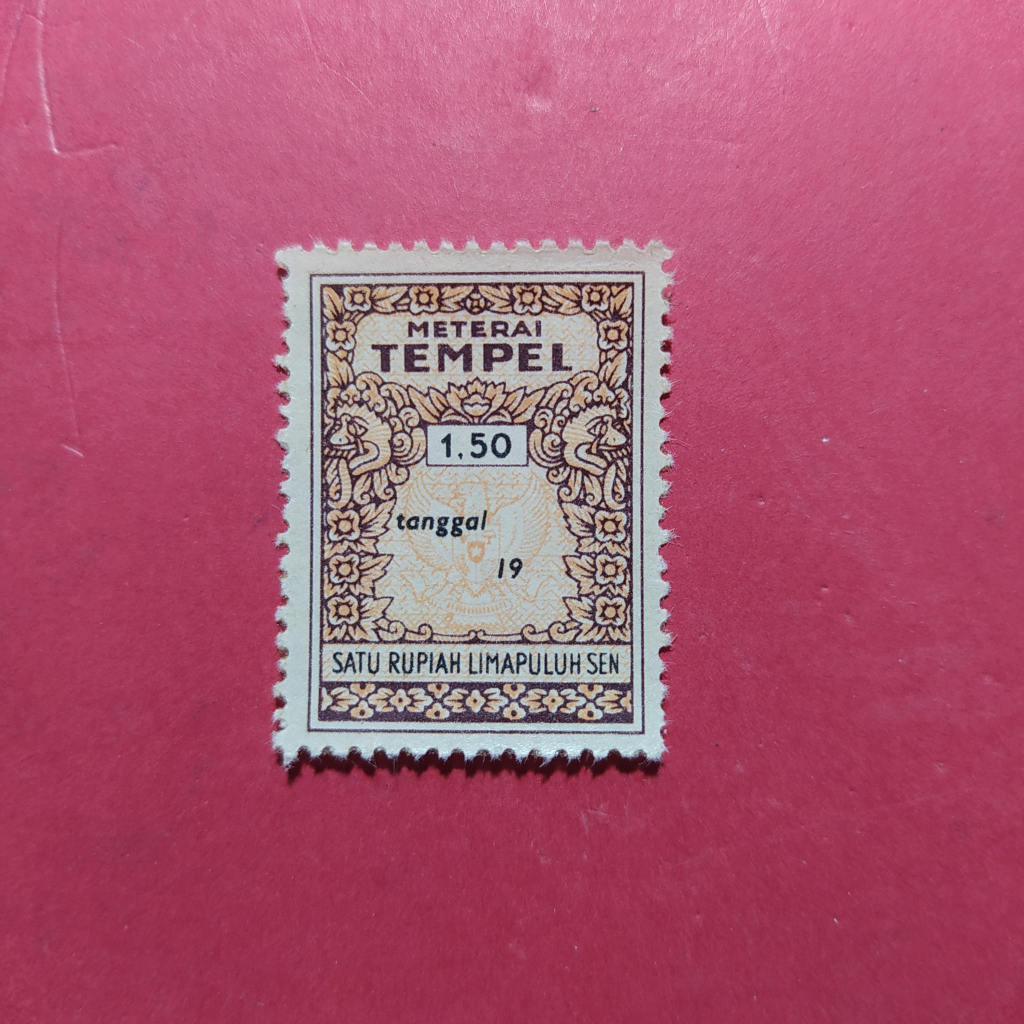 METERAI
TEMPEL
1,50
tanggal
19
SATU RUPIAH LIMAPULUH SEN